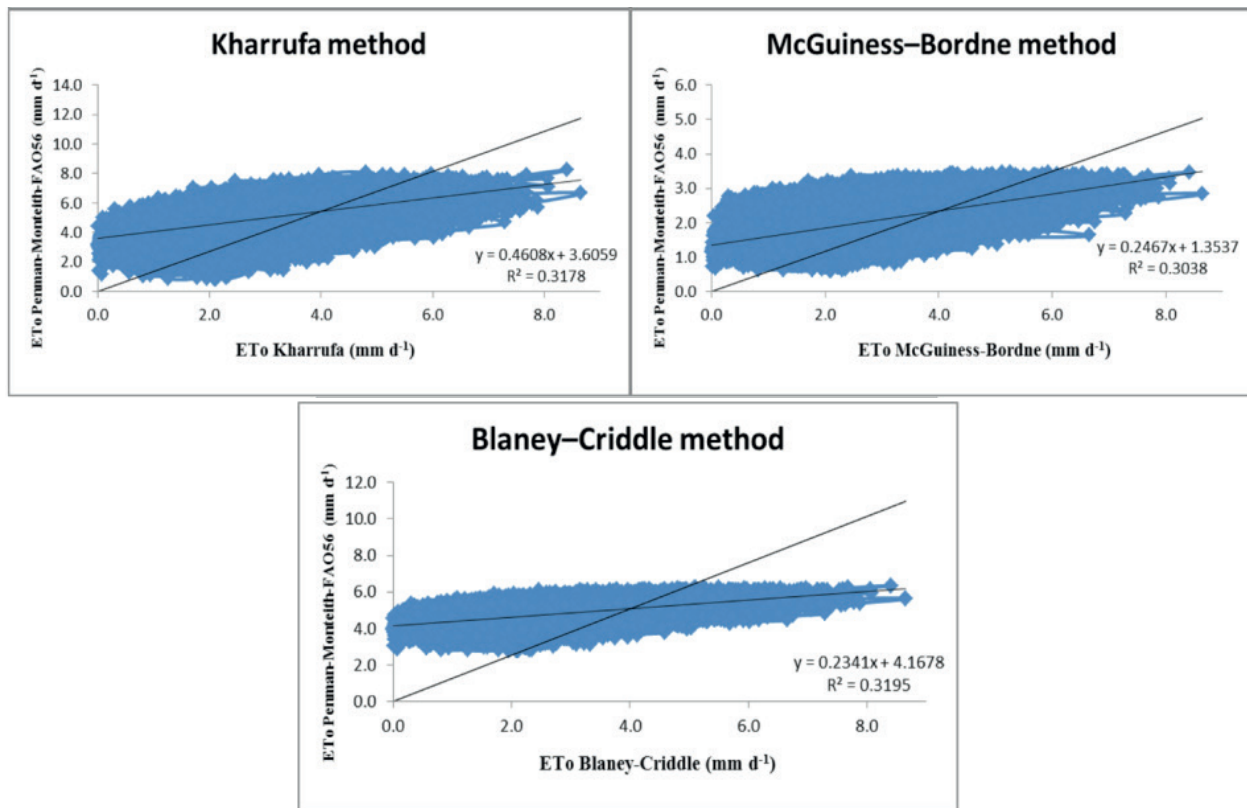 Kharrufa method
ETo Penman-Monteith-FAO56 (mm d-1)
14.0
12.0
10.0
8.0
6.0
4.0
2.0
0.0
y = 0.4608x + 3.6059
R² = 0.3178
0.0 2.0 4.0 6.0 8.0
ETo Kharrufa (mm d-1)
McGuiness–Bordne method
ETo Penman-Monteith-FAO56 (mm d-1)
6.0
5.0
4.0
3.0
2.0
1.0
0.0
y = 0.2467x + 1.3537
R² = 0.3038
0.0 2.0 4.0 6.0 8.0
ETo McGuiness-Bordne (mm d-1)
Blaney–Criddle method
ETo Penman-Monteith-FAO56 (mm d-1)
12.0
10.0
8.0
6.0
4.0
2.0
0.0
y = 0.2341x + 4.1678
R² = 0.3195
0.0 2.0 4.0 6.0 8.0
ETo Blaney-Criddle (mm d-1)